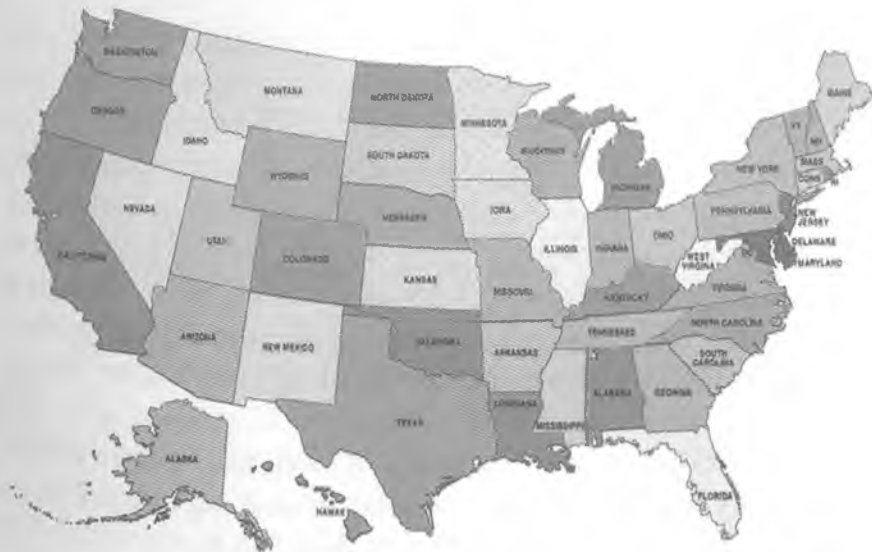 WASHINGTON
OREGON
CALIFORNIA
NEVADA
IDAHO
MONTANA
WYOMING
UTAH
COLORADO
ARIZONA
NEW MEXICO
NORTH DAKOTA
SOUTH DAKOTA
NEBRASKA
KANSAS
OKLAHOMA
TEXAS
MINNESOTA
IOWA
MISSOURI
ARKANSAS
LOUISIANA
WISCONSIN
ILLINOIS
MICHIGAN
INDIANA
OHIO
KENTUCKY
TENNESSEE
MISSISSIPPI
ALABAMA
GEORGIA
FLORIDA
SOUTH
CAROLINA
NORTH CAROLINA
VIRGINIA
WEST
VIRGINIA
DC
MARYLAND
DELAWARE
NEW
JERSEY
PENNSYLVANIA
NEW YORK
CONN
RI
MASS
VT
NH
MAINE
ALASKA
HAWAII